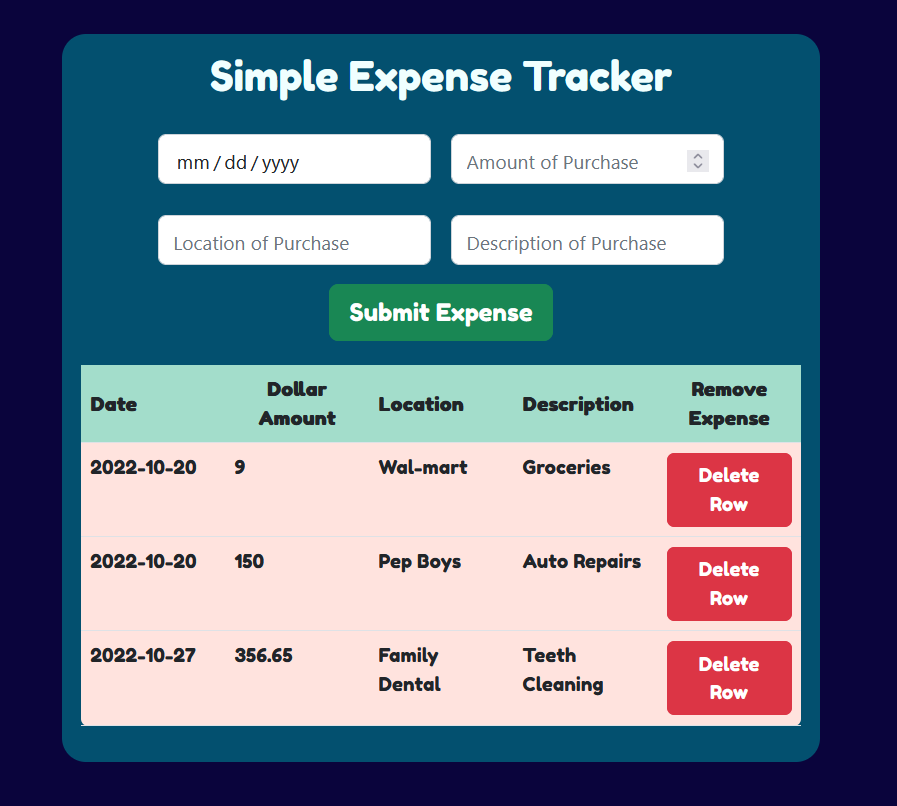 Simple Expense Tracker
mm/dd/yyyy
Amount of Purchase
Location of Purchase
Description of Purchase
Submit Expense
Date Dollar Amount Location Description Remove Expense
2022-10-20 9 Wal-mart Groceries Delete Row
2022-10-20 150 Pep Boys Auto Repairs Delete Row
2022-10-27 356.65 Family Dental Teeth Cleaning Delete Row